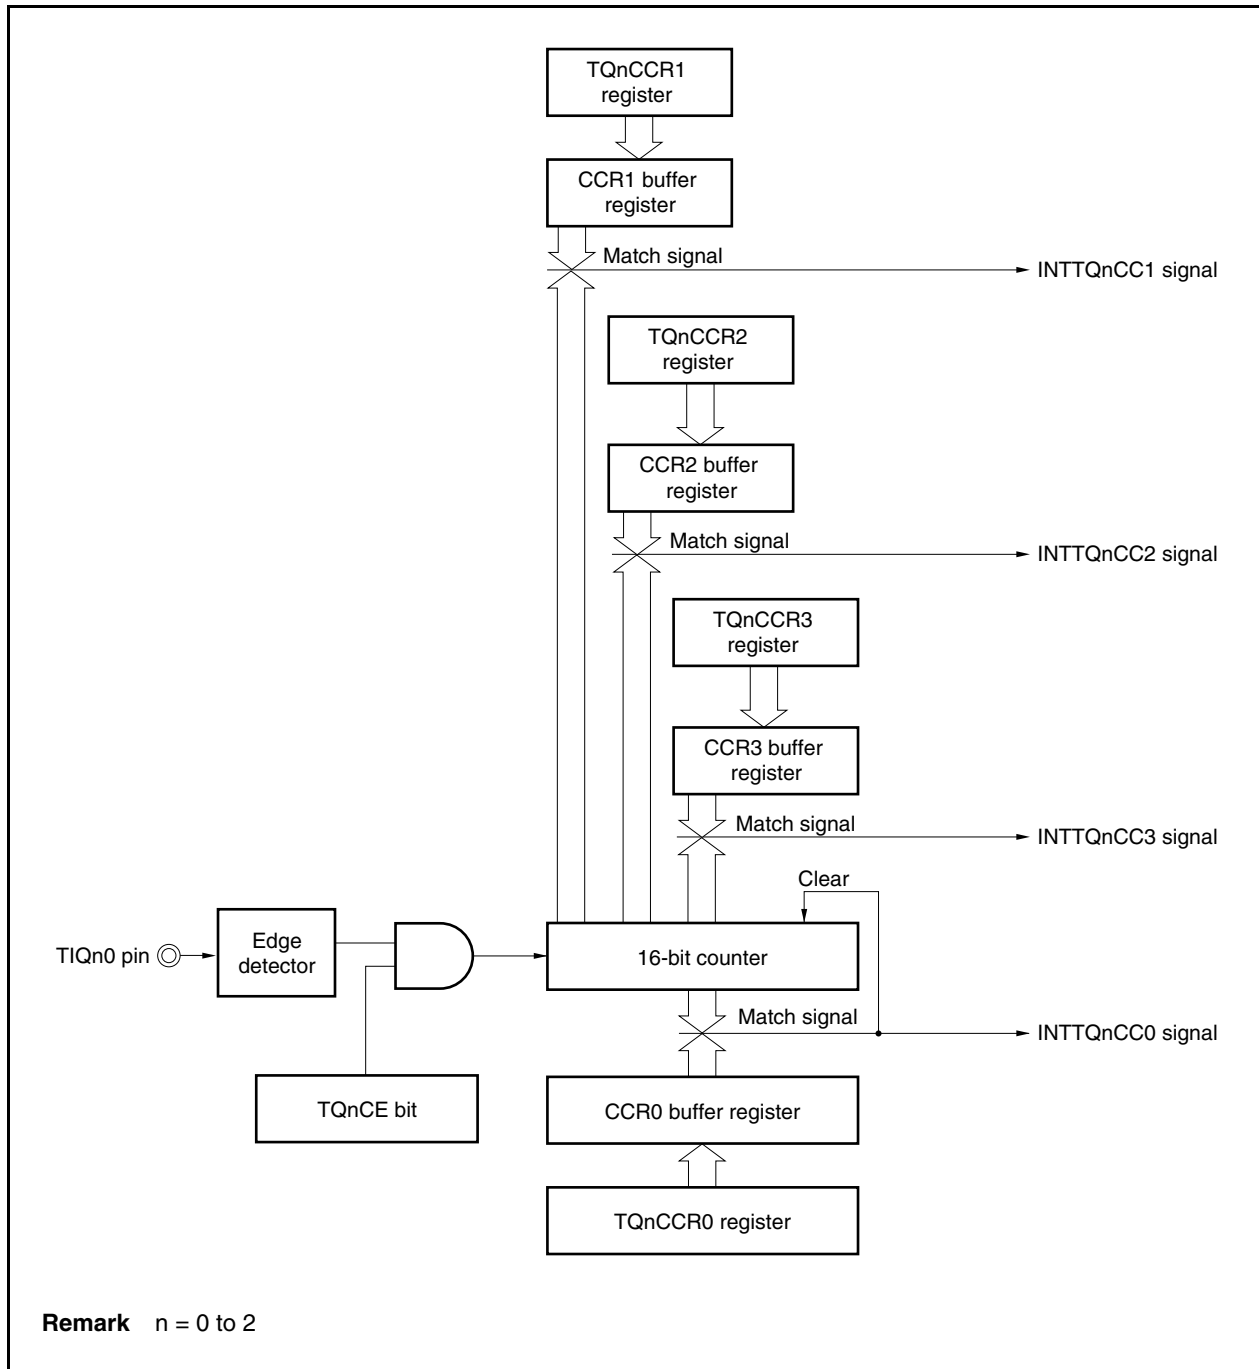 TQnCCR1
register
CCR1 buffer
register
Match signal
INTTQnCC1 signal
TQnCCR2
register
CCR2 buffer
register
Match signal
INTTQnCC2 signal
TQnCCR3
register
CCR3 buffer
register
Match signal
INTTQnCC3 signal
Clear
TIQn0 pin
Edge
detector
16-bit counter
Match signal
INTTQnCC0 signal
TQnCE bit
CCR0 buffer register
TQnCCR0 register
Remark n = 0 to 2